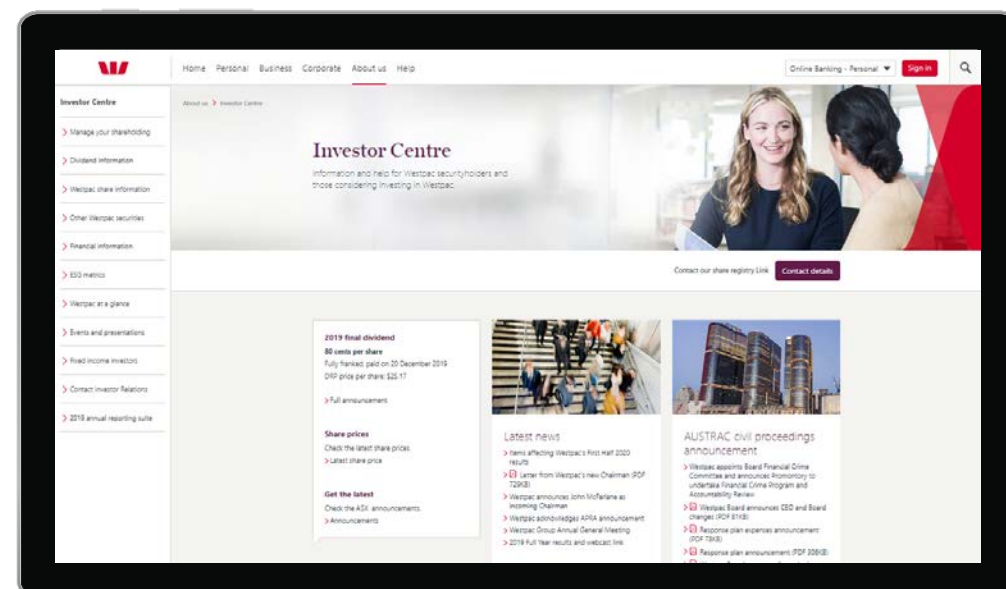 Home Personal Business Corporate About us Help
Online Banking - Personal
Sign in
Investor Centre
Manage your shareholding
Dividend information
Westpac share information
Other Westpac securities
Financial information
ESG metrics
Westpac at a glance
Events and presentations
Fixed income investors
Contact Investor Relations
2019 annual reporting suite
About us > Investor Centre
Investor Centre
Information and help for Westpac securityholders and
those considering investing in Westpac.
Contact our share registry Link
Contact details
2019 final dividend
80 cents per share
Fully franked, paid on 20 December 2019
DRP price per share: $25.17
> Full announcement
Share prices
Check the latest share prices
> Latest share price
Get the latest
Check the ASX announcements
> Announcements
Latest news
> Items affecting Westpac's First Half 2020
results
> Letter from Westpac's new Chairman (PDF
729KB)
> Westpac announces John McFarlane as
incoming Chairman
> Westpac acknowledges APRA announcement
> Westpac Group Annual General Meeting
> 2019 Full Year results and webcast link
AUSTRAC civil proceedings
announcement
> Westpac appoints Board Financial Crime
Committee and announces Promontory to
undertake Financial Crime Program and
Accountability Review
> Westpac Board announces CEO and Board
changes (PDF 81KB)
> Response plan expenses announcement
(PDF 78KB)
> Response plan announcement (PDF 308KB)